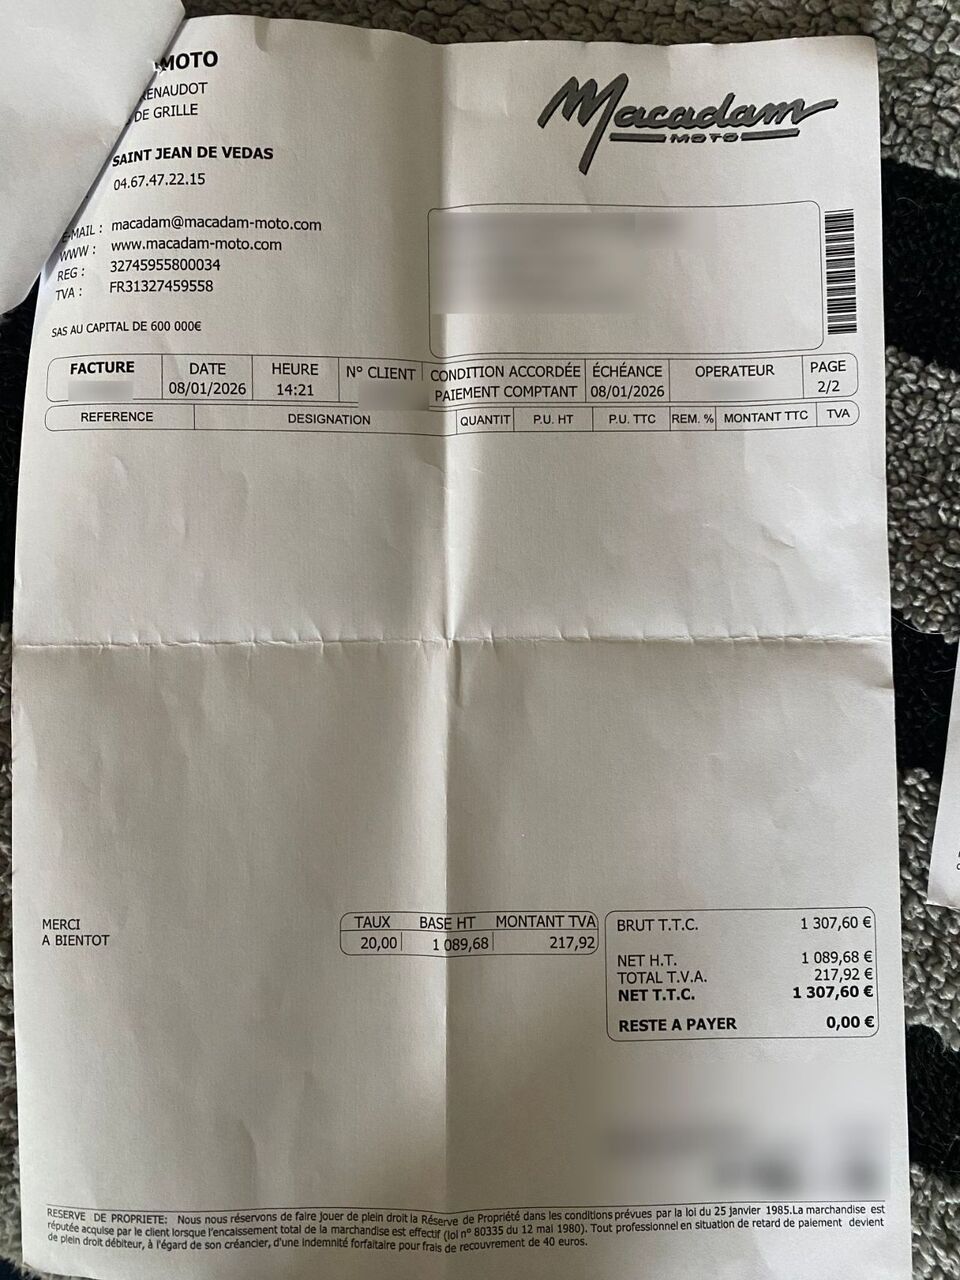 MOTO
RENAUDOT
DE GRILLE
SAINT JEAN DE VEDAS
04.67.47.22.15
E-MAIL : macadam@macadam-moto.com
WWW : www.macadam-moto.com
REG : 32745955800034
TVA : FR31327459558
SAS AU CAPITAL DE 600 000€
Macadam
MOTO
FACTURE DATE HEURE N° CLIENT CONDITION ACCORDÉE ÉCHÉANCE OPERATEUR PAGE
08/01/2026 14:21 PAIEMENT COMPTANT 08/01/2026 2/2
REFERENCE DESIGNATION QUANTIT P.U. HT P.U. TTC REM. % MONTANT TTC TVA
MERCI
A BIENTOT
TAUX BASE HT MONTANT TVA
20,00 1 089,68 217,92
BRUT T.T.C. 1 307,60 €
NET H.T. 1 089,68 €
TOTAL T.V.A. 217,92 €
NET T.T.C. 1 307,60 €
RESTE A PAYER 0,00 €
RESERVE DE PROPRIETE: Nous nous réservons de faire jouer de plein droit la Réserve de Propriété dans les conditions prévues par la loi du 25 janvier 1985.La marchandise est
réputée acquise par le client lorsque l'encaissement total de la marchandise est effectif (loi n° 80335 du 12 mai 1980). Tout professionnel en situation de retard de paiement devient
de plein droit débiteur, à l'égard de son créancier, d'une indemnité forfaitaire pour frais de recouvrement de 40 euros.